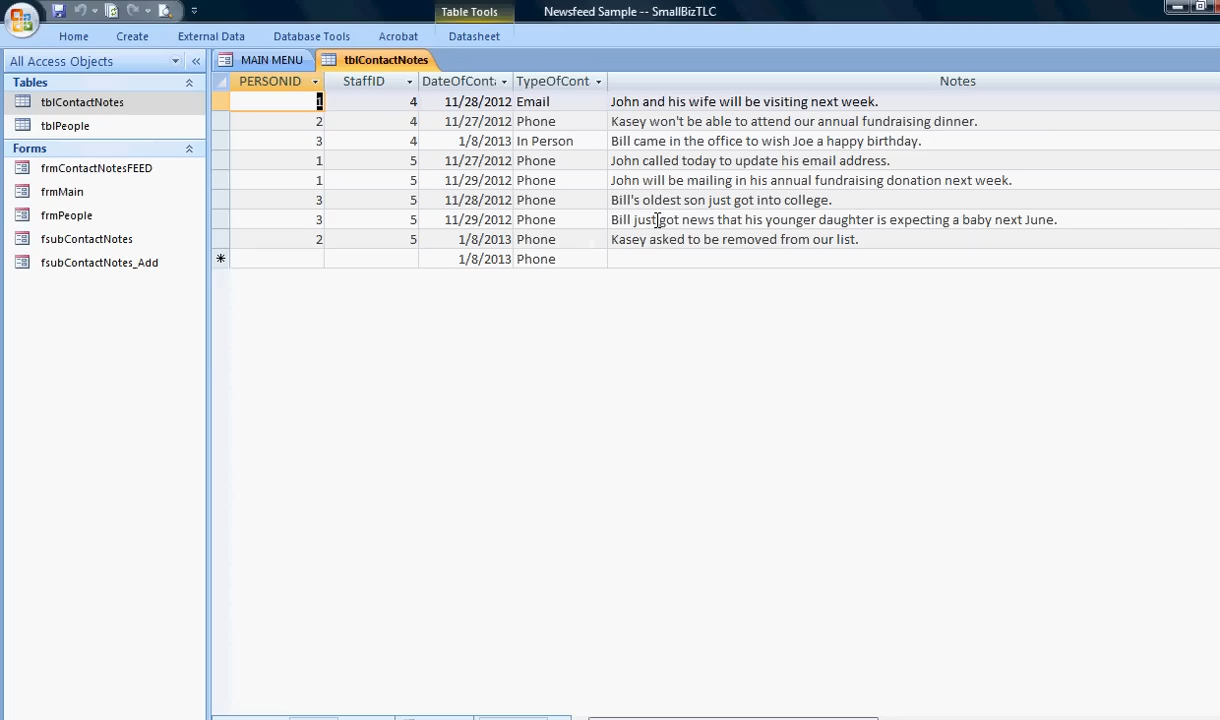 Table Tools
Newsfeed Sample -- SmallBizTLC
Home Create External Data Database Tools Acrobat Datasheet
All Access Objects «
Tables
tblContactNotes
tblPeople
Forms
frmContactNotesFEED
frmMain
frmPeople
fsubContactNotes
fsubContactNotes_Add
MAIN MENU tblContactNotes
PERSONID StaffID DateOfConta TypeOfCont Notes
1 4 11/28/2012 Email John and his wife will be visiting next week.
2 4 11/27/2012 Phone Kasey won't be able to attend our annual fundraising dinner.
3 4 1/8/2013 In Person Bill came in the office to wish Joe a happy birthday.
1 5 11/27/2012 Phone John called today to update his email address.
1 5 11/29/2012 Phone John will be mailing in his annual fundraising donation next week.
3 5 11/28/2012 Phone Bill's oldest son just got into college.
3 5 11/29/2012 Phone Bill just got news that his younger daughter is expecting a baby next June.
2 5 1/8/2013 Phone Kasey asked to be removed from our list.
* 1/8/2013 Phone